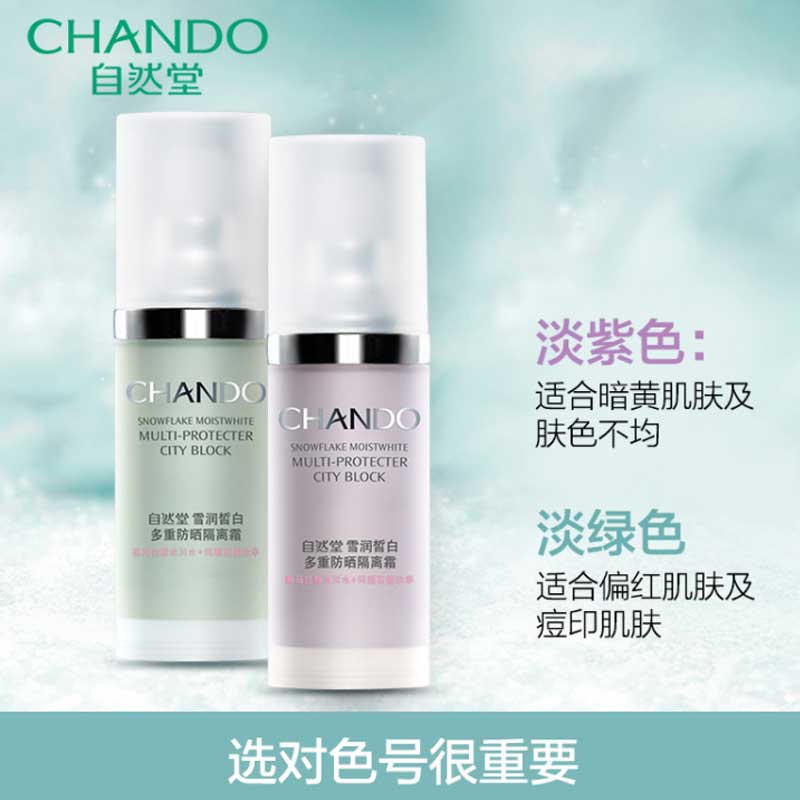 CHANDO
自然堂
CHANDO
SNOWFLAKE MOISTWHITE
MULTI-PROTECTER
CITY BLOCK
自然堂 雪润皙白
多重防晒隔离霜
CHANDO
SNOWFLAKE MOISTWHITE
MULTI-PROTECTER
CITY BLOCK
自然堂 雪润皙白
多重防晒隔离霜
淡紫色：
适合暗黄肌肤及
肤色不均
淡绿色
适合偏红肌肤及
痘印肌肤
选对色号很重要